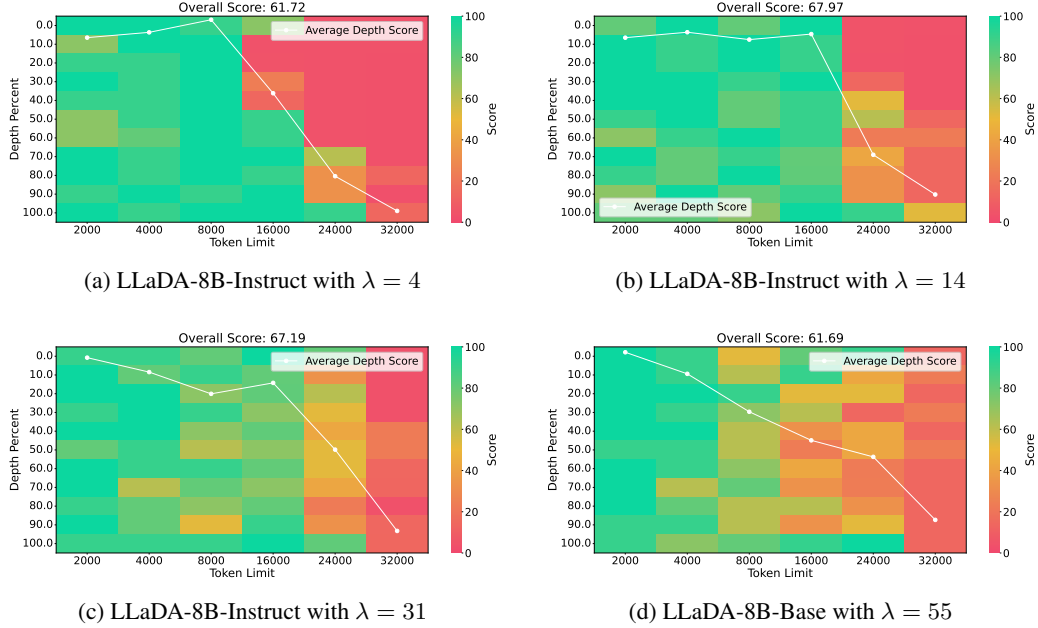 Overall Score: 61.72
Average Depth Score
Depth Percent
0.0
10.0
20.0
30.0
40.0
50.0
60.0
70.0
80.0
90.0
100.0
2000 4000 8000 16000 24000 32000
Token Limit
100
80
60
40
20
0
Score
(a) LLaDA-8B-Instruct with λ = 4
Overall Score: 67.97
Average Depth Score
Depth Percent
0.0
10.0
20.0
30.0
40.0
50.0
60.0
70.0
80.0
90.0
100.0
2000 4000 8000 16000 24000 32000
Token Limit
100
80
60
40
20
0
Score
(b) LLaDA-8B-Instruct with λ = 14
Overall Score: 67.19
Average Depth Score
Depth Percent
0.0
10.0
20.0
30.0
40.0
50.0
60.0
70.0
80.0
90.0
100.0
2000 4000 8000 16000 24000 32000
Token Limit
100
80
60
40
20
0
Score
(c) LLaDA-8B-Instruct with λ = 31
Overall Score: 61.69
Average Depth Score
Depth Percent
0.0
10.0
20.0
30.0
40.0
50.0
60.0
70.0
80.0
90.0
100.0
2000 4000 8000 16000 24000 32000
Token Limit
100
80
60
40
20
0
Score
(d) LLaDA-8B-Base with λ = 55